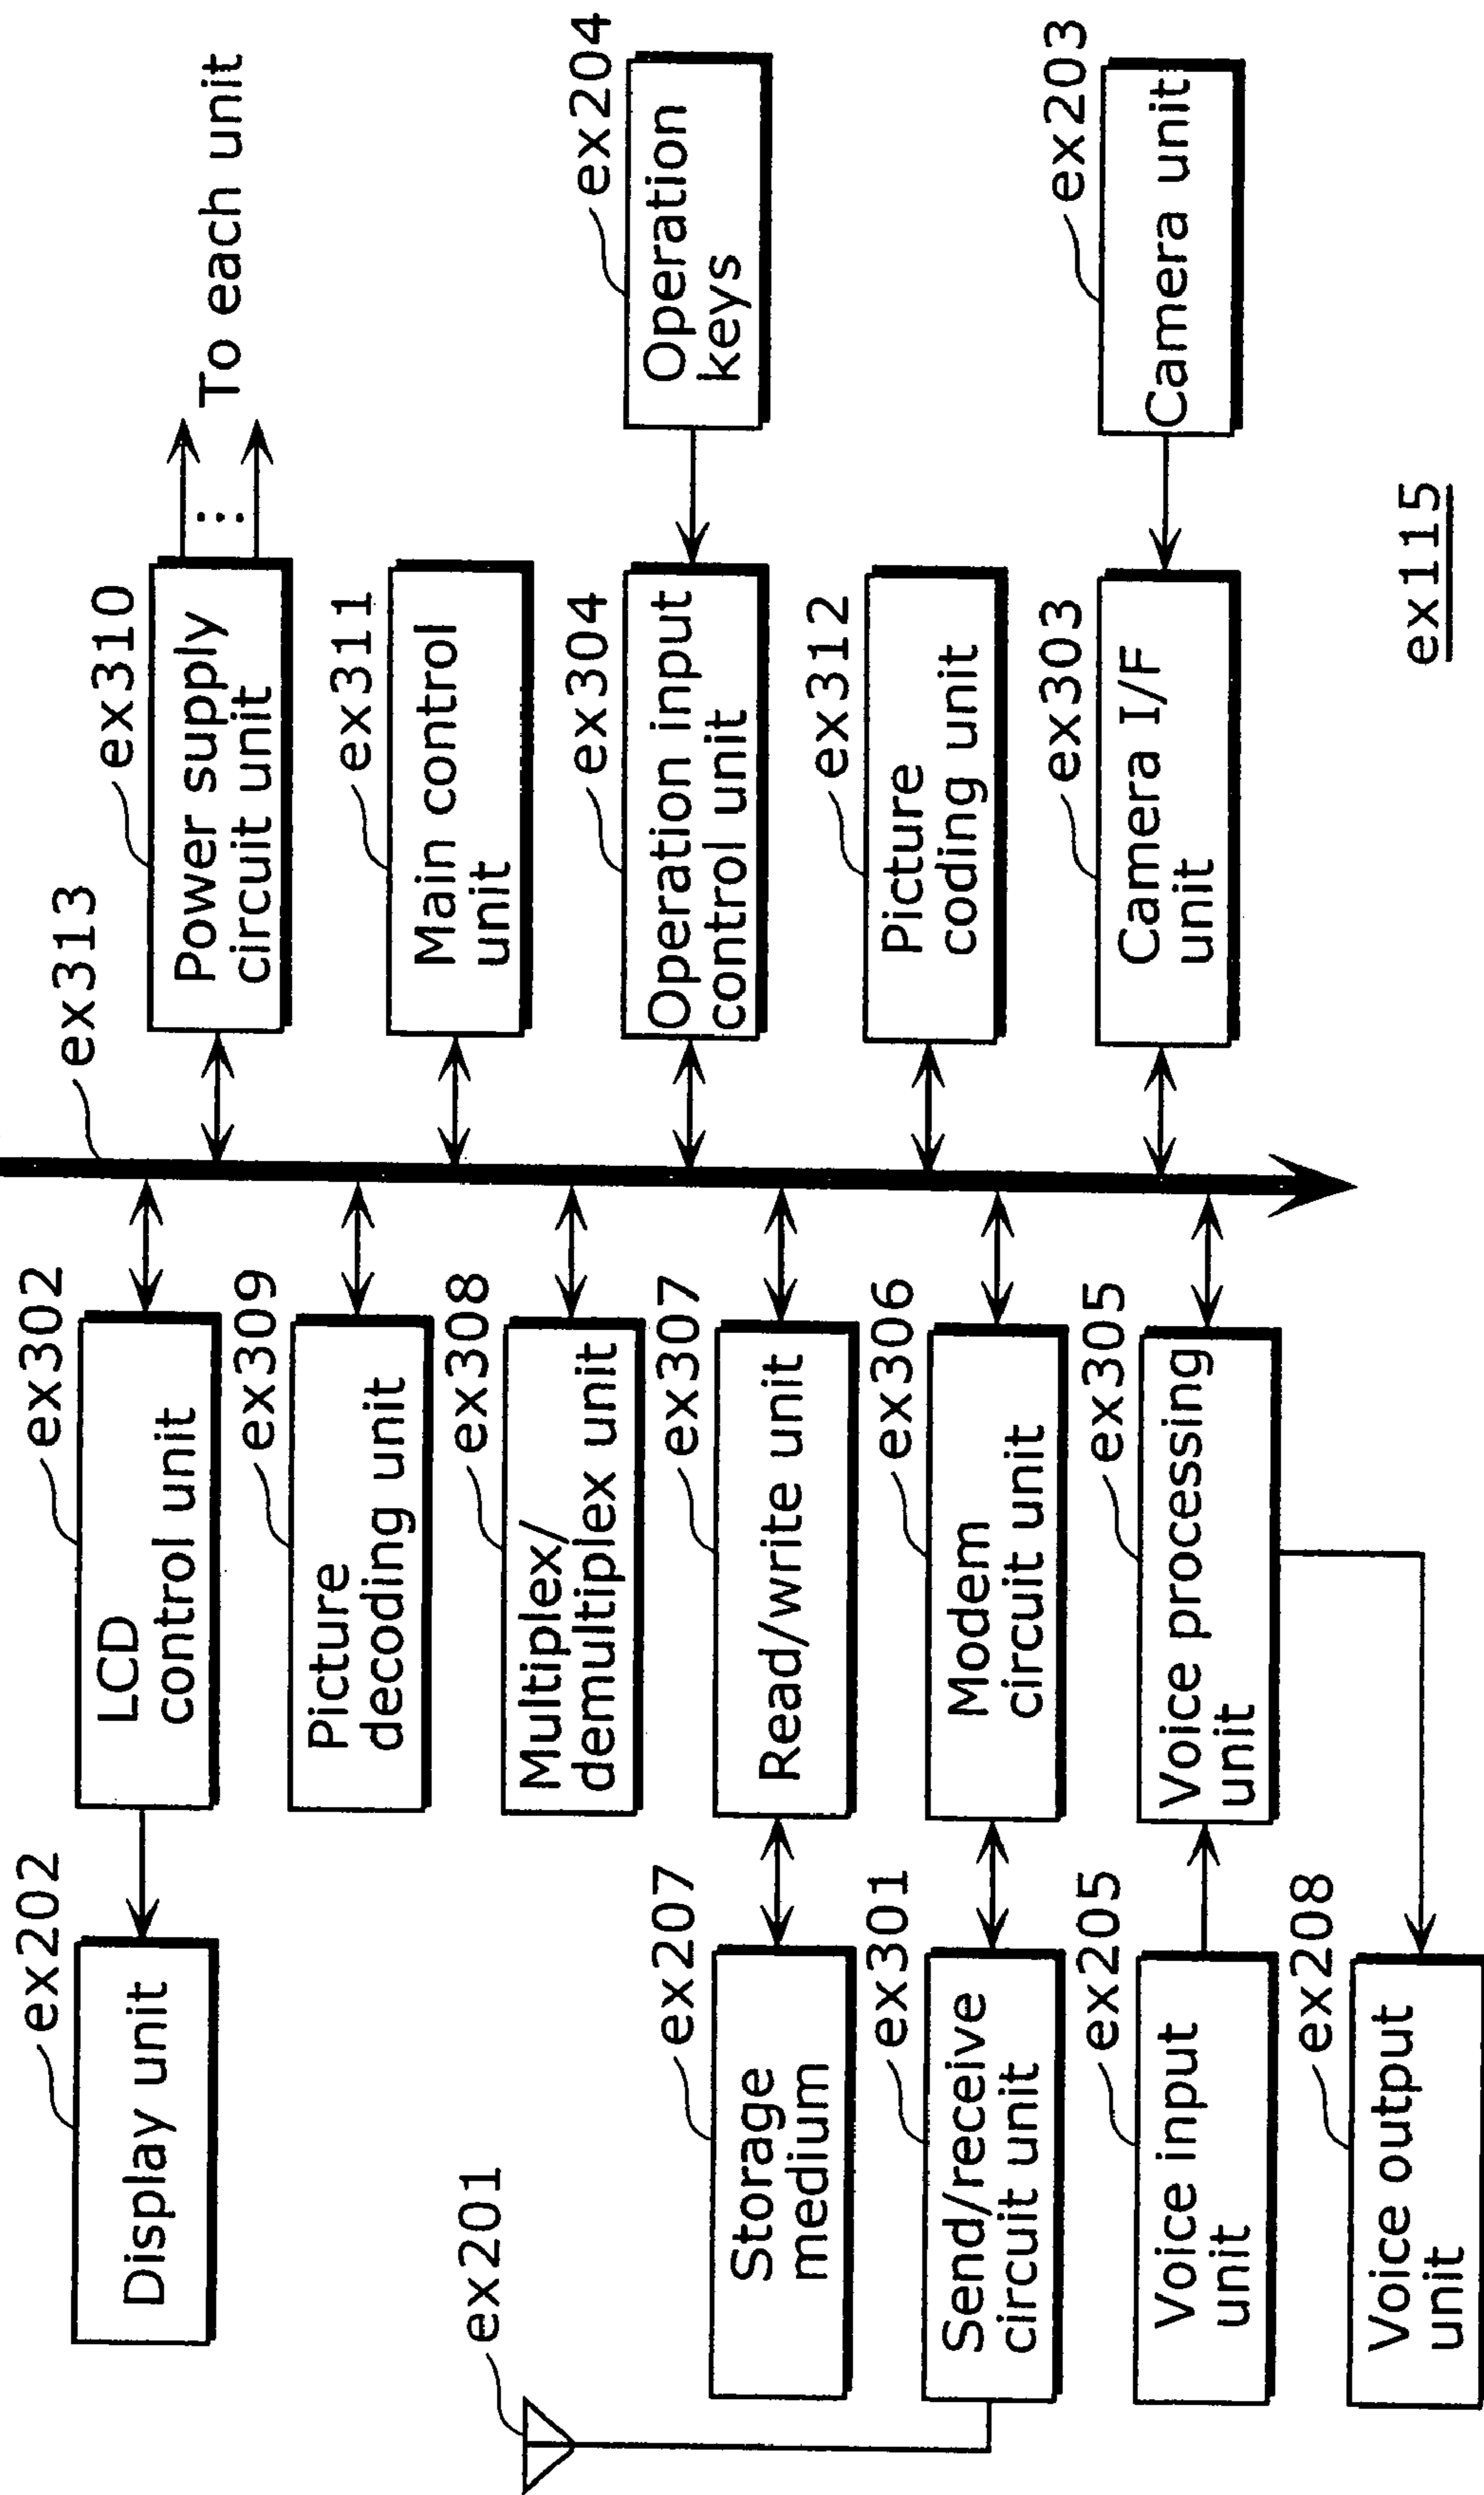 ex313
ex202
Display unit
ex302
LCD
control unit
ex310
Power supply
circuit unit
To each unit
ex309
Picture
decoding unit
ex311
Main control
unit
ex201
ex308
Multiplex/
demultiplex unit
ex304
Operation input
control unit
ex204
Operation
keys
ex207
Storage
medium
ex307
Read/write unit
ex312
Picture
coding unit
ex301
Send/receive
circuit unit
ex306
Modem
circuit unit
ex303
Camera I/F
unit
ex203
Camera unit
ex205
Voice input
unit
ex305
Voice processing
unit
ex208
Voice output
unit
ex115